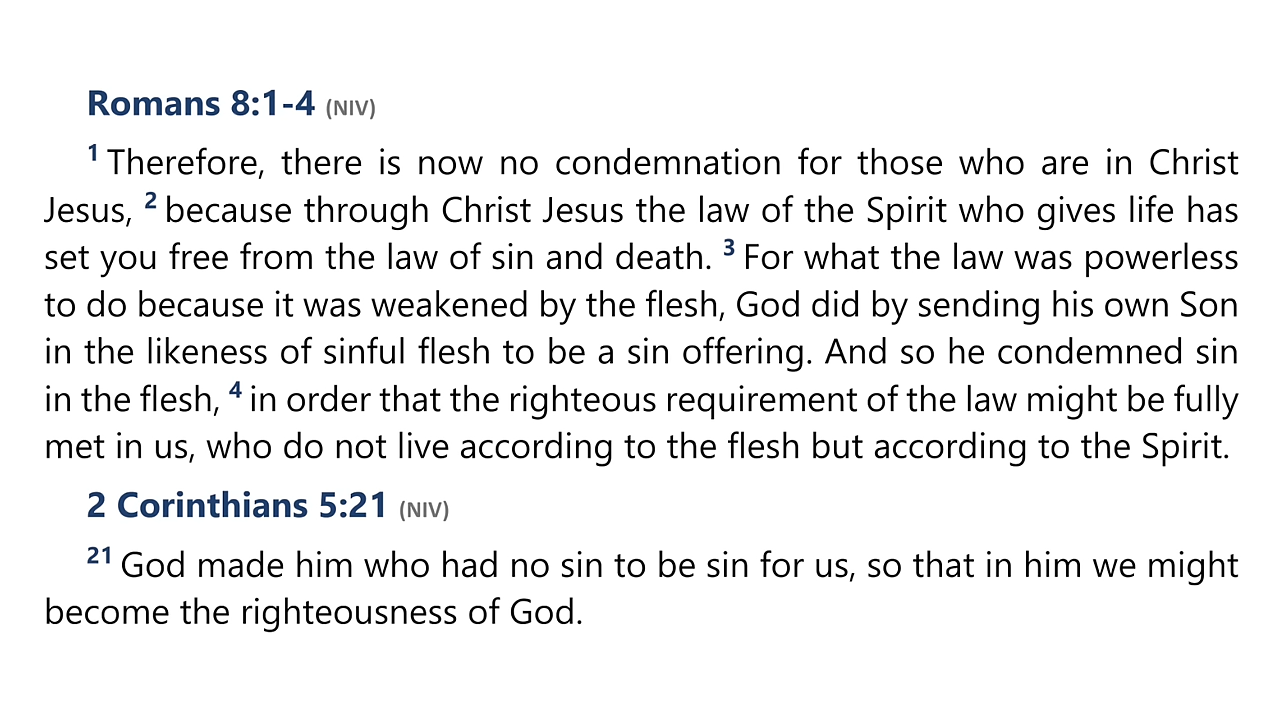 Romans 8:1-4 (NIV)
1 Therefore, there is now no condemnation for those who are in Christ
Jesus, 2 because through Christ Jesus the law of the Spirit who gives life has
set you free from the law of sin and death. 3 For what the law was powerless
to do because it was weakened by the flesh, God did by sending his own Son
in the likeness of sinful flesh to be a sin offering. And so he condemned sin
in the flesh, 4 in order that the righteous requirement of the law might be fully
met in us, who do not live according to the flesh but according to the Spirit.
2 Corinthians 5:21 (NIV)
21 God made him who had no sin to be sin for us, so that in him we might
become the righteousness of God.